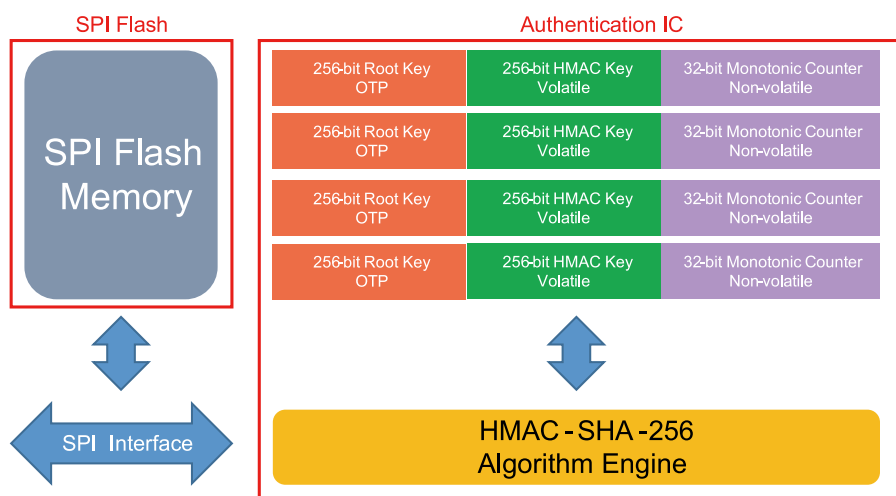 SPI Flash
SPI Flash
Memory
SPI Interface
Authentication IC
256-bit Root Key
OTP
256-bit HMAC Key
Volatile
32-bit Monotonic Counter
Non-volatile
256-bit Root Key
OTP
256-bit HMAC Key
Volatile
32-bit Monotonic Counter
Non-volatile
256-bit Root Key
OTP
256-bit HMAC Key
Volatile
32-bit Monotonic Counter
Non-volatile
256-bit Root Key
OTP
256-bit HMAC Key
Volatile
32-bit Monotonic Counter
Non-volatile
HMAC-SHA-256
Algorithm Engine